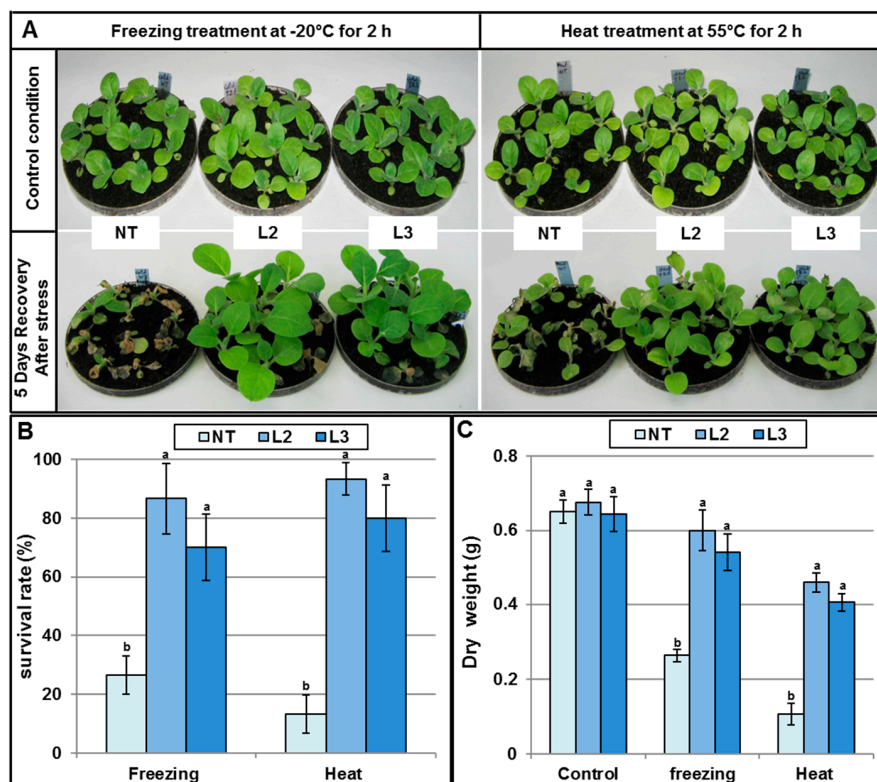 A
Freezing treatment at -20°C for 2 h
Heat treatment at 55°C for 2 h
Control condition
NT
L2
L3
NT
L2
L3
5 Days Recovery
After stress
B
NT L2 L3
survival rate (%)
100
80
60
40
20
0
a
a
b
a
a
b
Freezing
Heat
C
NT L2 L3
Dry weight (g)
0.8
0.6
0.4
0.2
0
a
a
a
a
a
b
a
a
b
Control
freezing
Heat